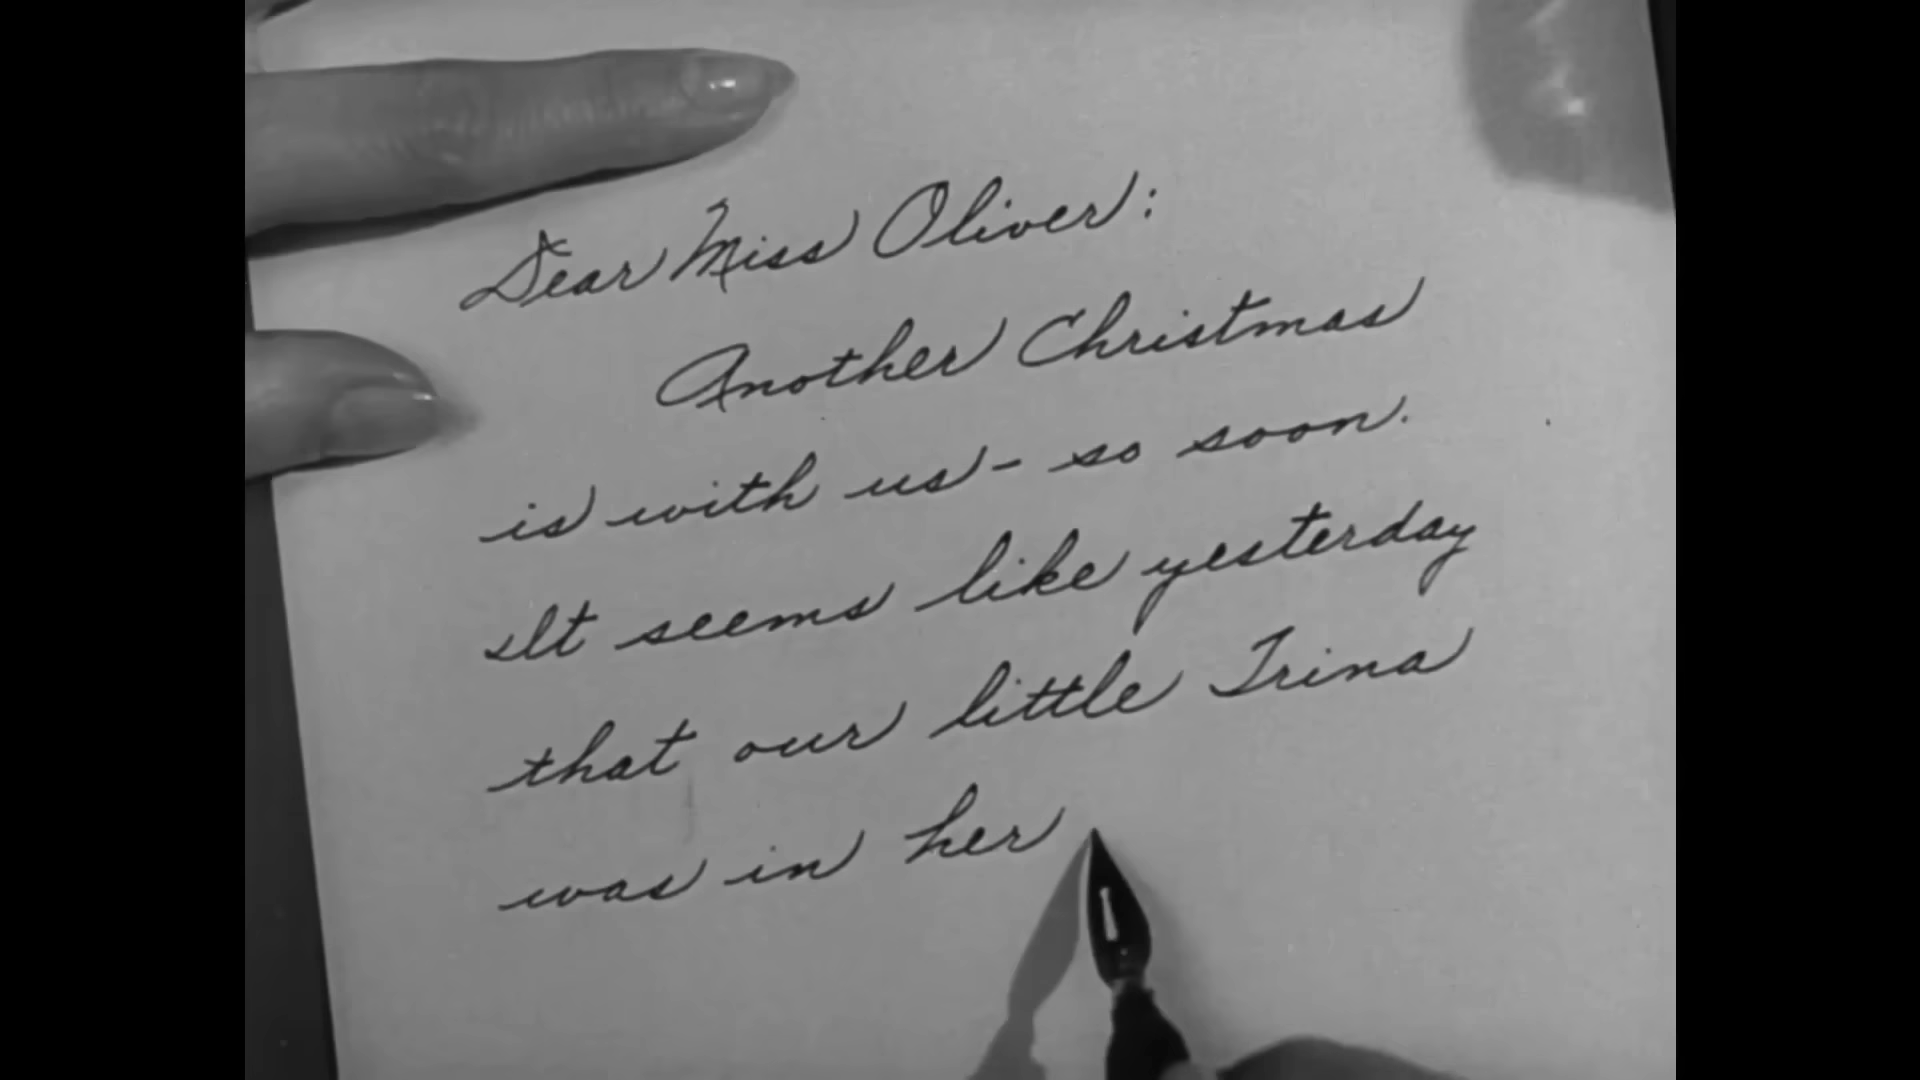 Dear Miss Oliver:
Another Christmas
is with us - so soon.
It seems like yesterday
that our little Trina
was in her